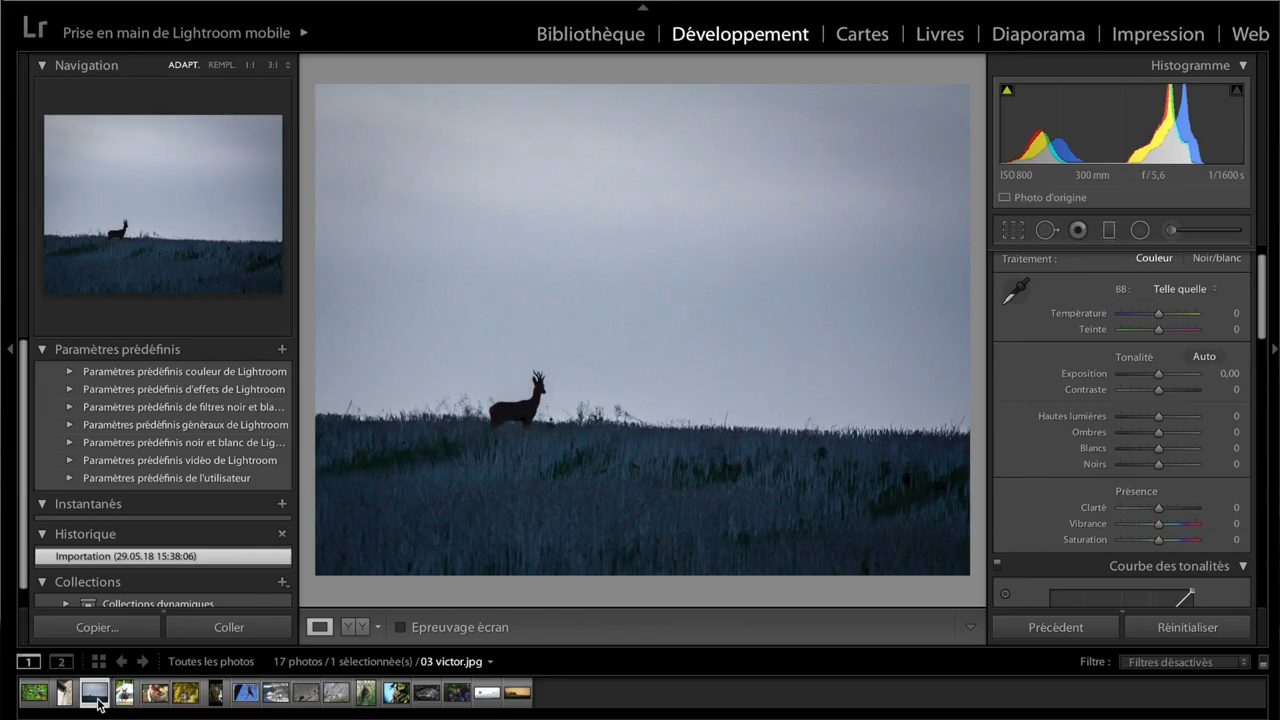 Lr Prise en main de Lightroom mobile
Bibliothèque | Développement | Cartes | Livres | Diaporama | Impression | Web
Navigation ADAPT. REMPL. 1:1 3:1
Histogramme
ISO 800 300 mm f / 5,6 1/1600 s
Photo d'origine
Traitement : Couleur Noir/blanc
BB : Telle quelle
Température 0
Teinte 0
Tonalité Auto
Exposition 0,00
Contraste 0
Hautes lumières 0
Ombres 0
Blancs 0
Noirs 0
Présence
Clarté 0
Vibrance 0
Saturation 0
Courbe des tonalités
Paramètres prédéfinis
Paramètres prédéfinis couleur de Lightroom
Paramètres prédéfinis d'effets de Lightroom
Paramètres prédéfinis de filtres noir et bla...
Paramètres prédéfinis généraux de Lightroom
Paramètres prédéfinis noir et blanc de Lig...
Paramètres prédéfinis vidéo de Lightroom
Paramètres prédéfinis de l'utilisateur
Instantanés
Historique
Importation (29.05.18 15:38:06)
Collections
Collections dynamiques
Copier... Coller
Y Y Epreuvage écran
Précédent Réinitialiser
1 2 Toutes les photos 17 photos / 1 sélectionnée(s) / 03 victor.jpg
Filtre : Filtres désactivés